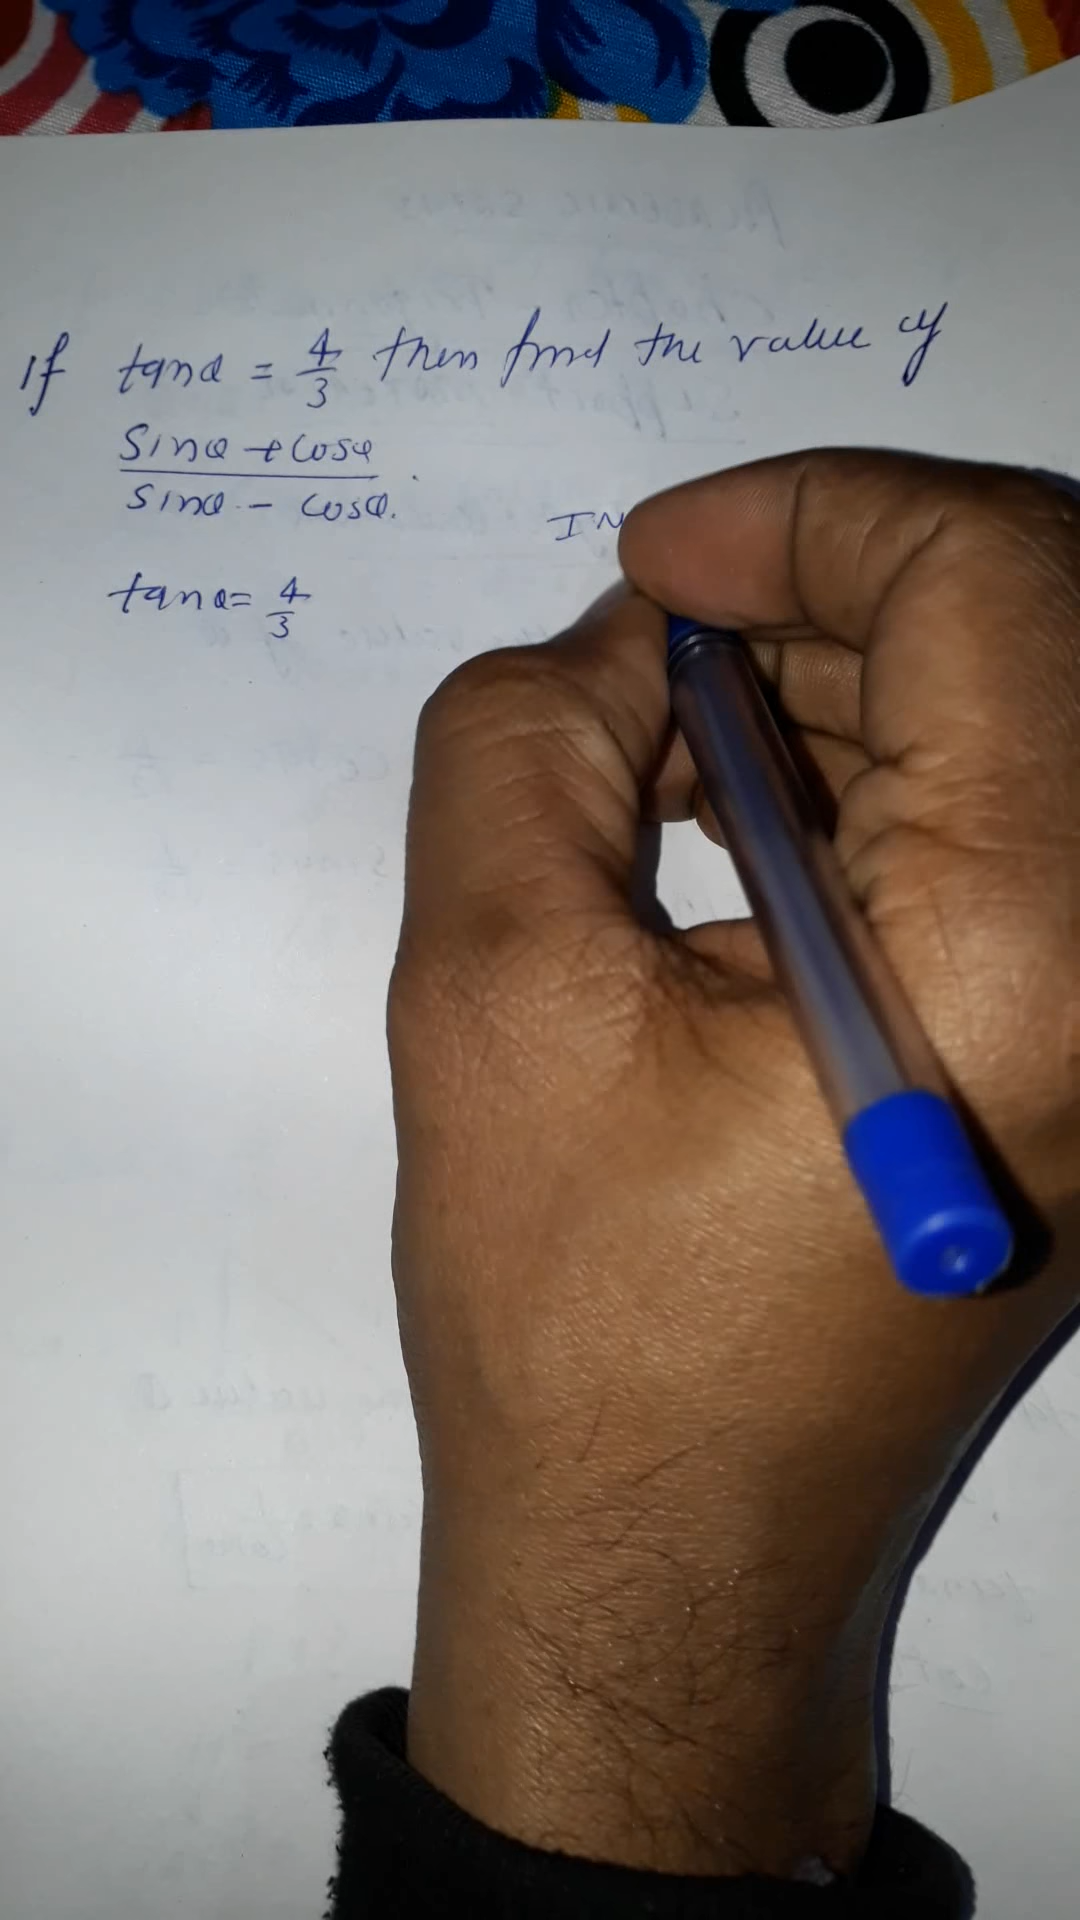 If tanθ = 4/3 then find the value of
sinθ + cosθ
sinθ - cosθ.
IN
tanθ = 4/3